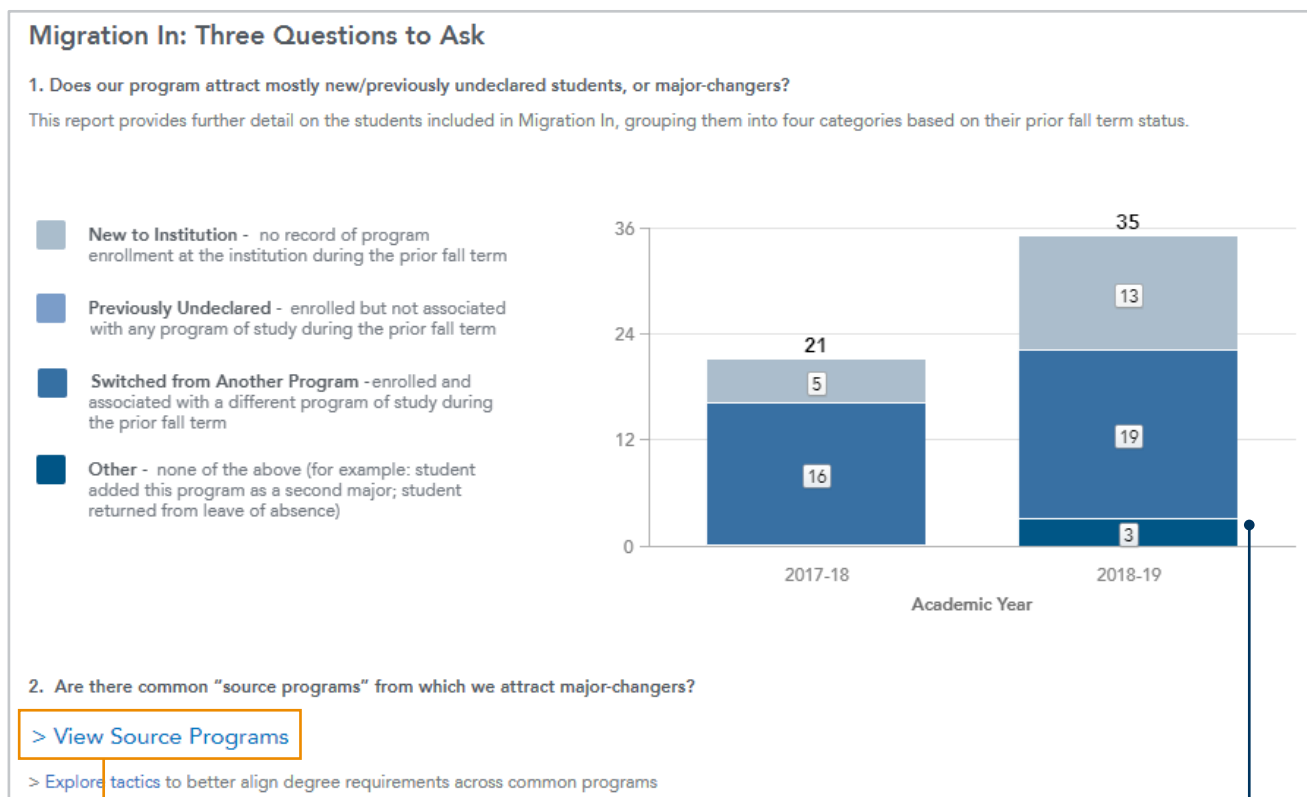 Migration In: Three Questions to Ask
1. Does our program attract mostly new/previously undeclared students, or major-changers?
This report provides further detail on the students included in Migration In, grouping them into four categories based on their prior fall term status.
New to Institution - no record of program
enrollment at the institution during the prior fall term
Previously Undeclared - enrolled but not associated
with any program of study during the prior fall term
Switched from Another Program -enrolled and
associated with a different program of study during
the prior fall term
Other - none of the above (for example: student
added this program as a second major; student
returned from leave of absence)
36
24
12
0
21
5
16
35
13
19
3
2017-18
2018-19
Academic Year
2. Are there common “source programs” from which we attract major-changers?
> View Source Programs
> Explore tactics to better align degree requirements across common programs